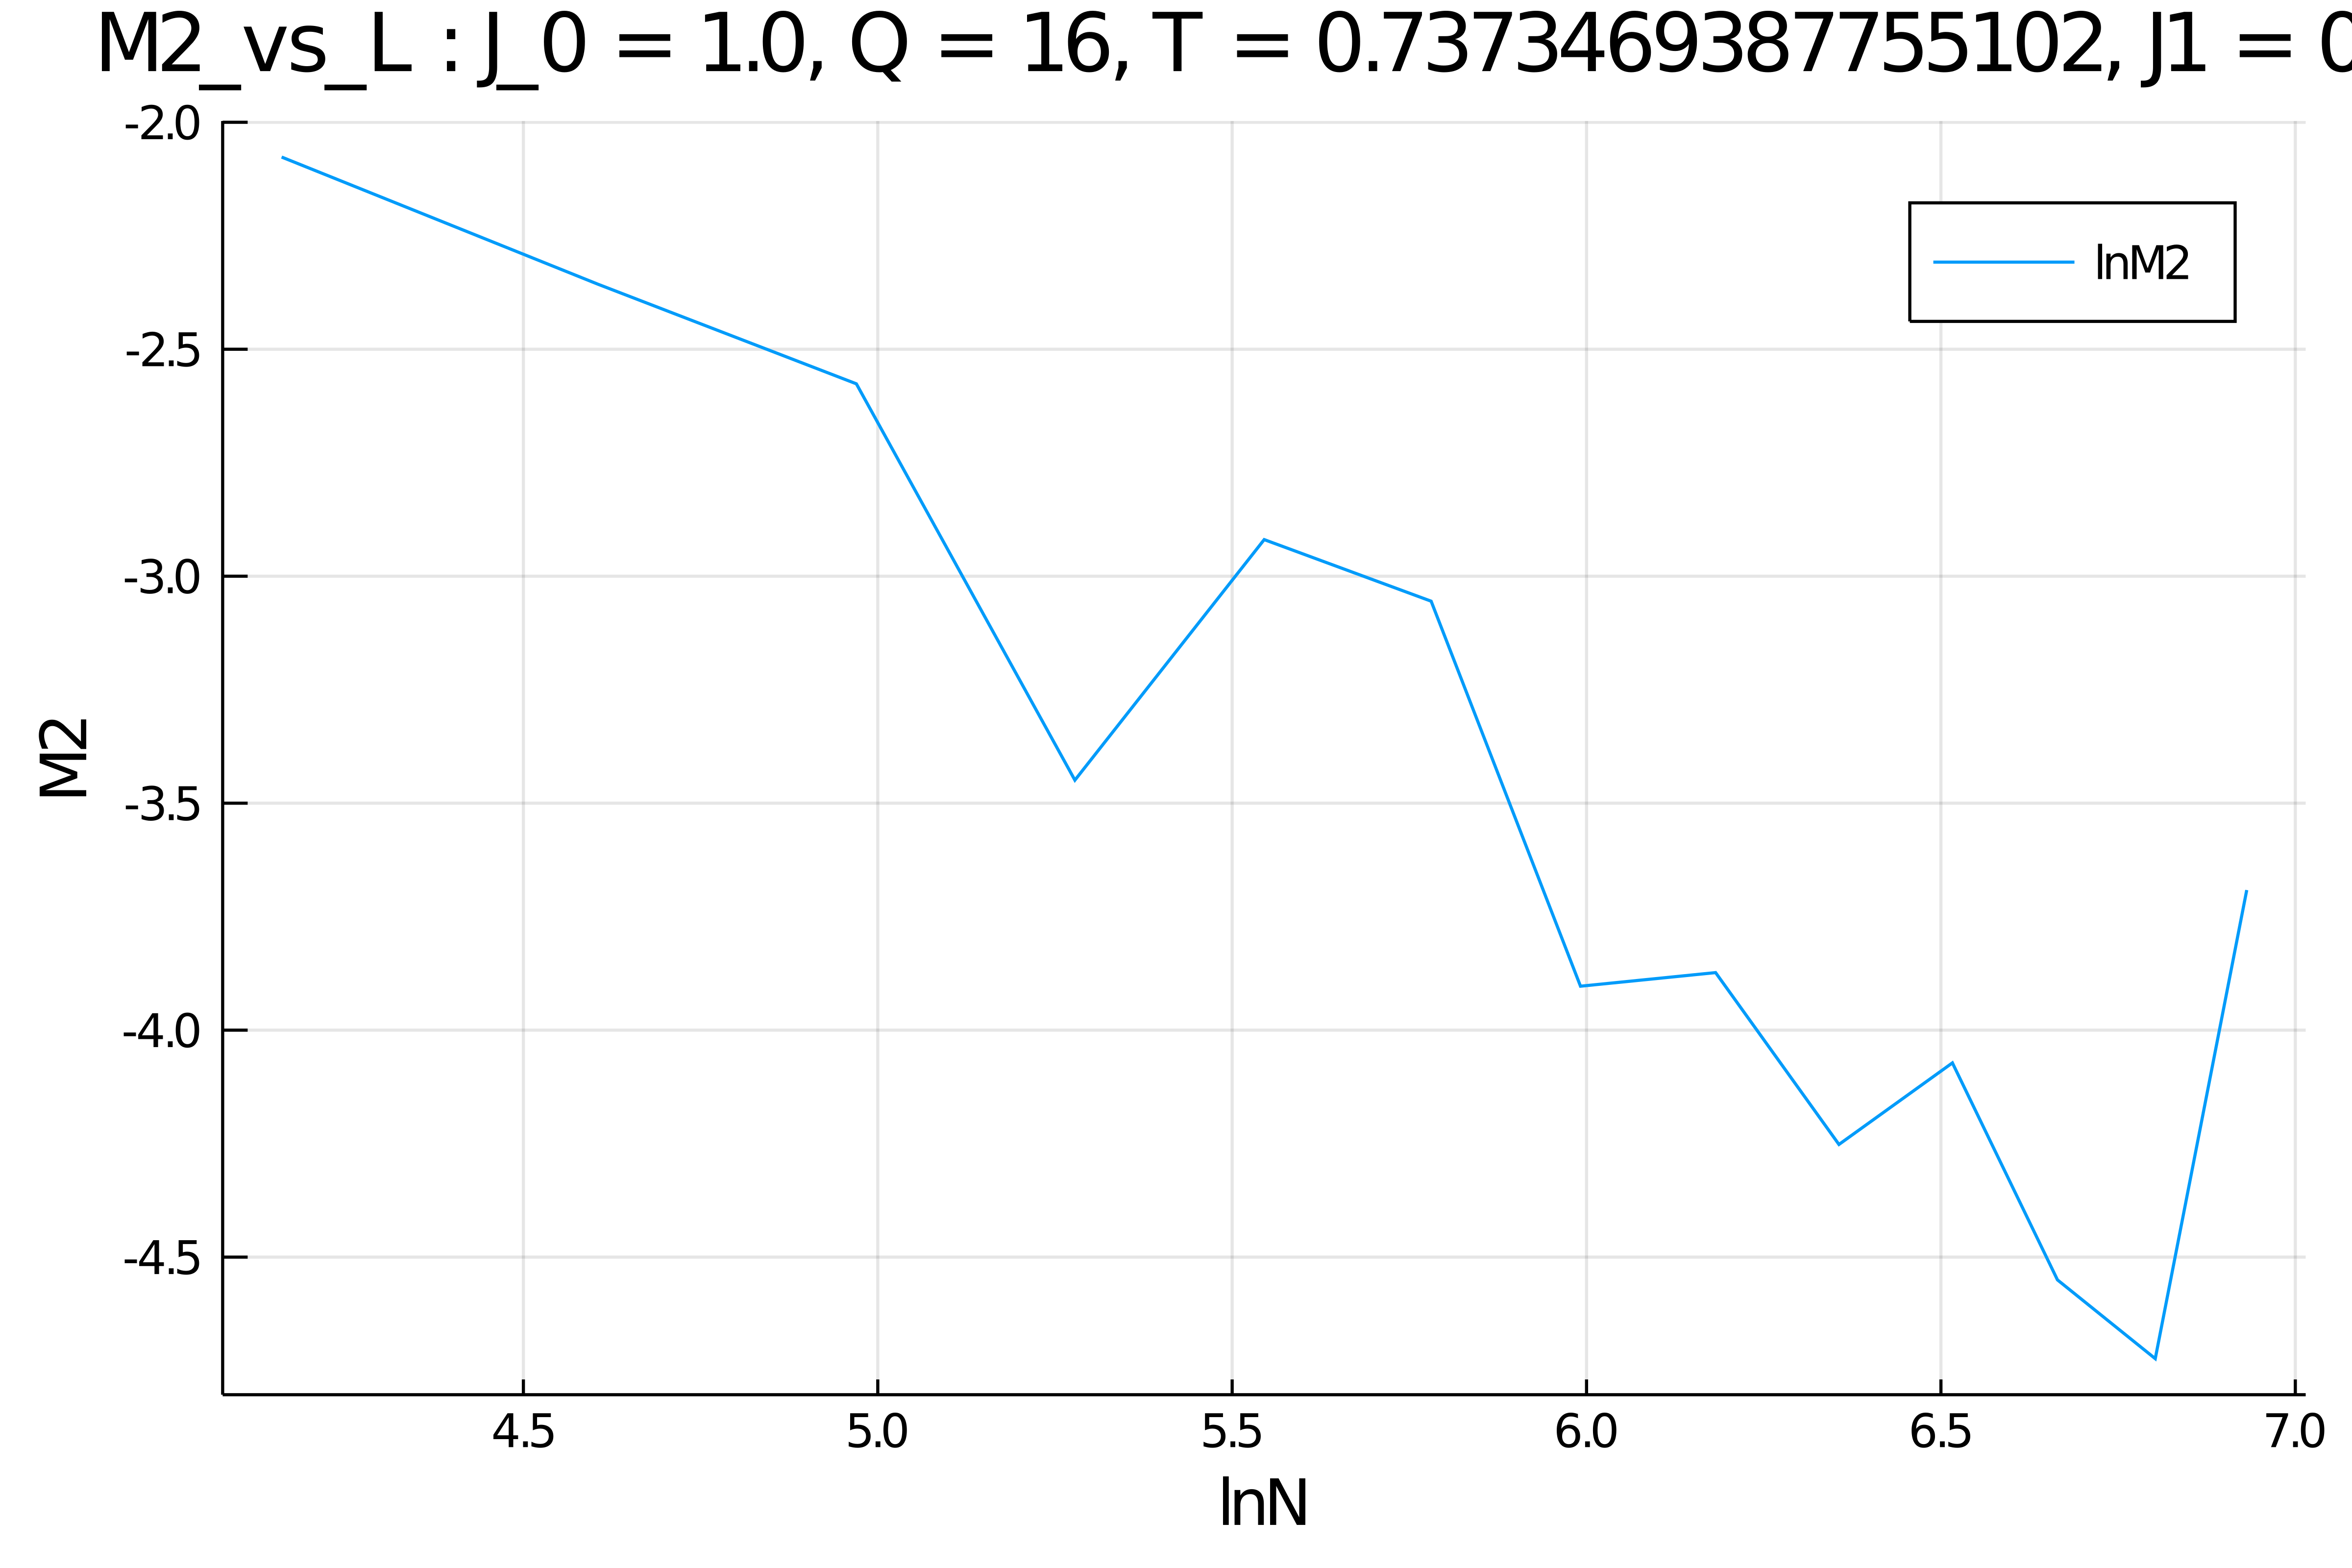 M2_vs_L : J_0 = 1.0, Q = 16, T = 0.7373469387755102, J1 = 0
-2.0
lnM2
-2.5
-3.0
M2
-3.5
-4.0
-4.5
4.5 5.0 5.5 6.0 6.5 7.0
lnN